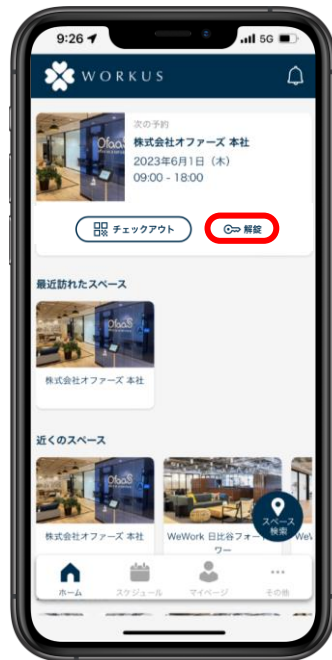 9:26
5G
WORKUS
次の予約
OfaaS
株式会社オファーズ 本社
2023年6月1日（木）
09:00 - 18:00
チェックアウト
解錠
最近訪れたスペース
OfaaS
株式会社オファーズ 本社
近くのスペース
OfaaS
株式会社オファーズ 本社
WeWork 日比谷フォート
ワー
スペース
検索
ホーム
スケジュール
マイページ
その他